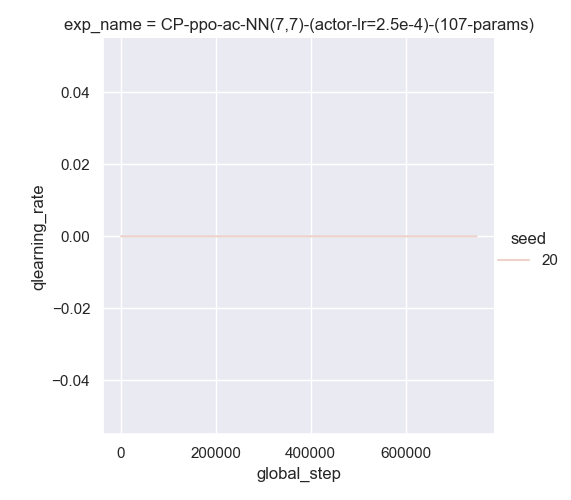 exp_name = CP-ppo-ac-NN(7,7)-(actor-lr=2.5e-4)-(107-params)
0.04
0.02
0.00
−0.02
−0.04
qlearning_rate
0
200000
400000
600000
global_step
seed
20